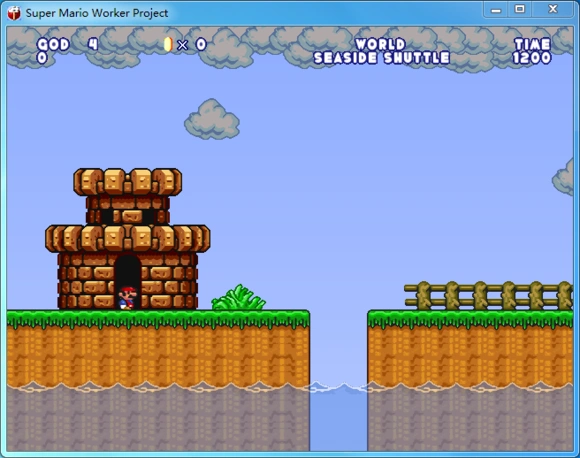 Super Mario Worker Project
GOD 4 × 0 WORLD TIME
0 SEASIDE SHUTTLE 1200